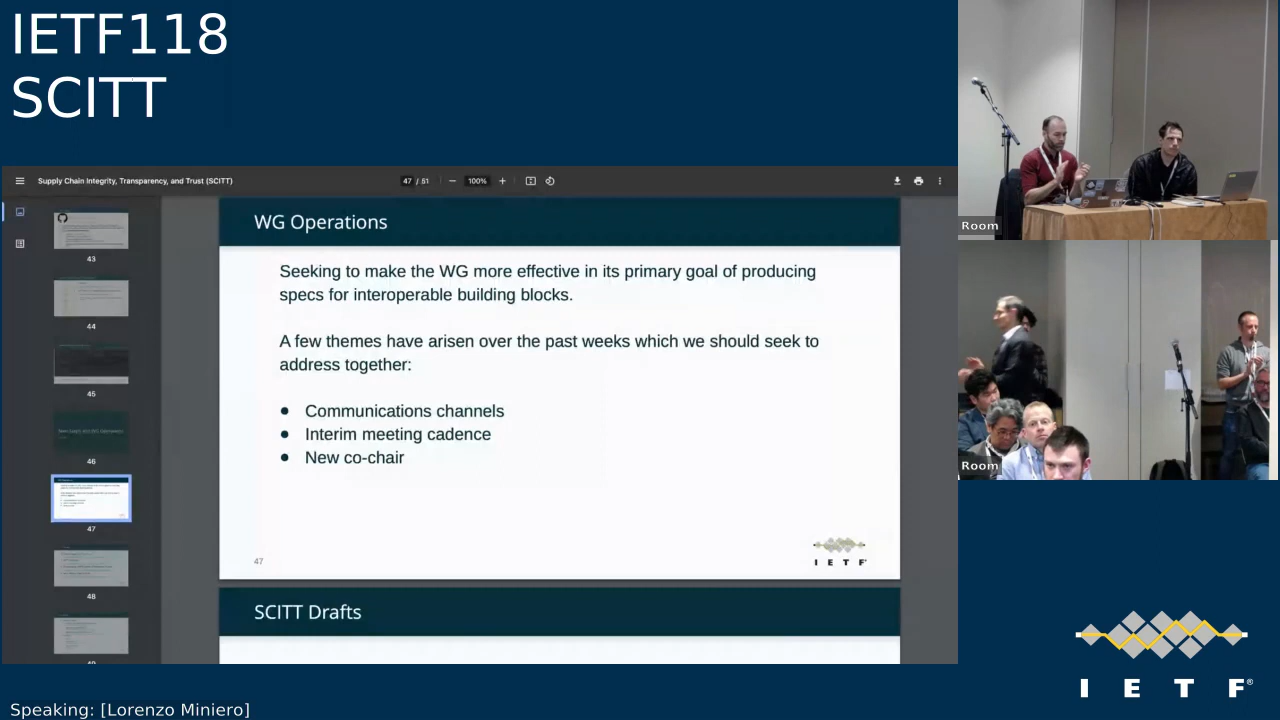 IETF118
SCITT
Supply Chain Integrity, Transparency, and Trust (SCITT)
47 / 51
100%
43
44
45
46
47
48
WG Operations
Seeking to make the WG more effective in its primary goal of producing
specs for interoperable building blocks.
A few themes have arisen over the past weeks which we should seek to
address together:
Communications channels
Interim meeting cadence
New co-chair
47
I E T F
SCITT Drafts
Room
Room
I E T F®
Speaking: [Lorenzo Miniero]